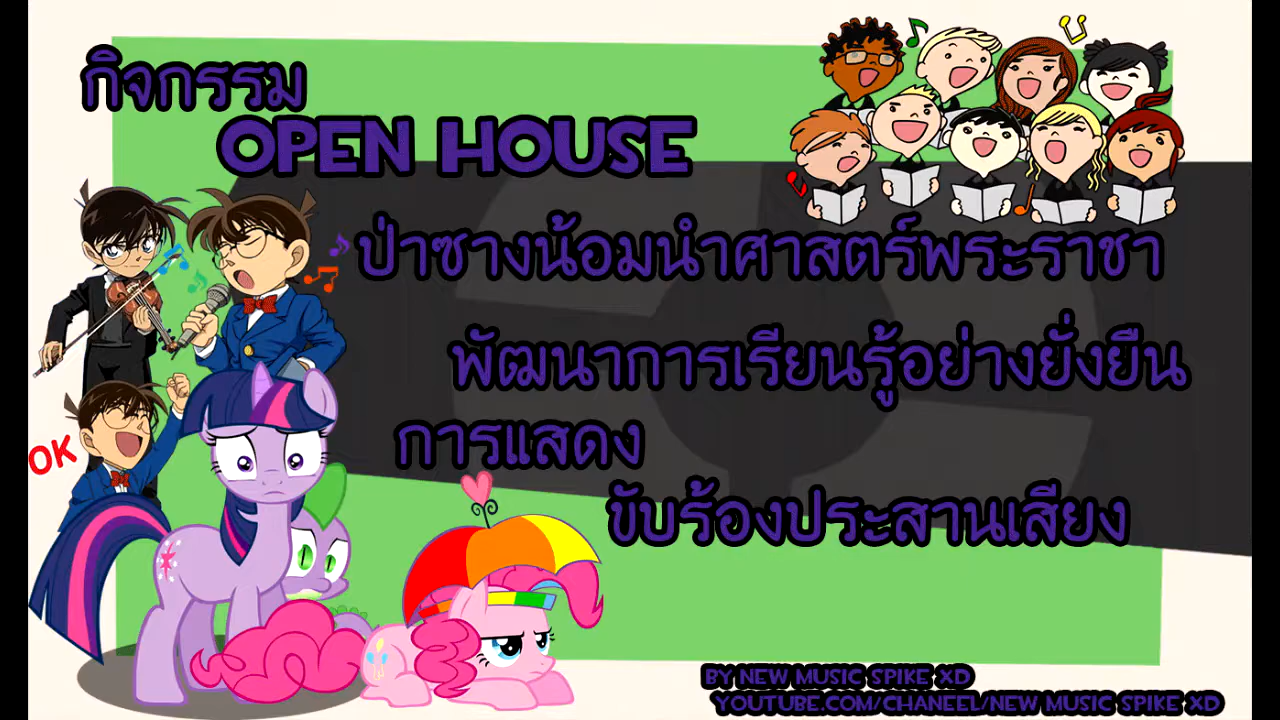 กิจกรรม
OPEN HOUSE
ป่าซางน้อมนำศาสตร์พระราชา
พัฒนาการเรียนรู้อย่างยั่งยืน
การแสดง
ขับร้องประสานเสียง
OK
BY NEW MUSIC SPIKE XD
YOUTUBE.COM/CHANEEL/NEW MUSIC SPIKE XD